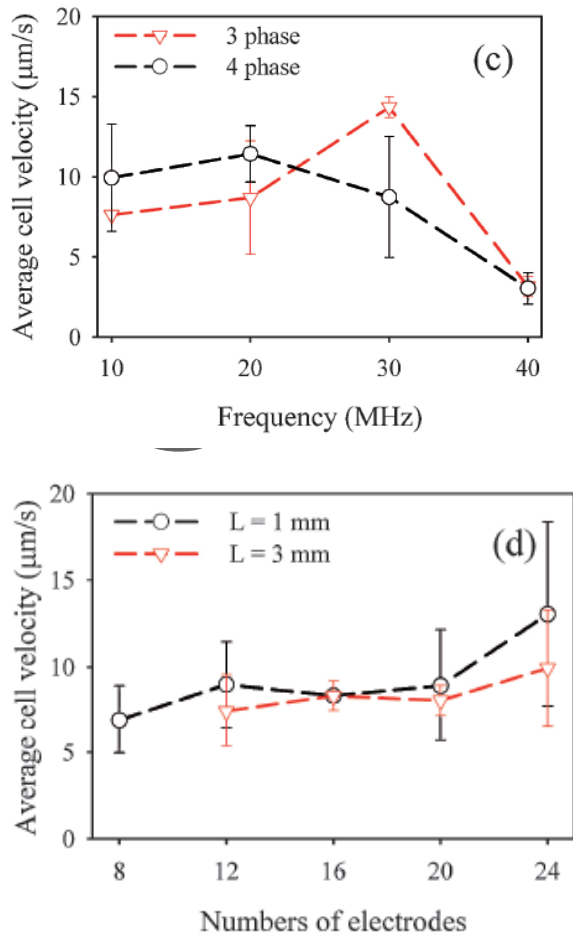 20
3 phase
4 phase
(c)
15
10
5
0
Average cell velocity (μm/s)
10 20 30 40
Frequency (MHz)
20
L = 1 mm
L = 3 mm
(d)
15
10
5
0
Average cell velocity (μm/s)
8 12 16 20 24
Numbers of electrodes